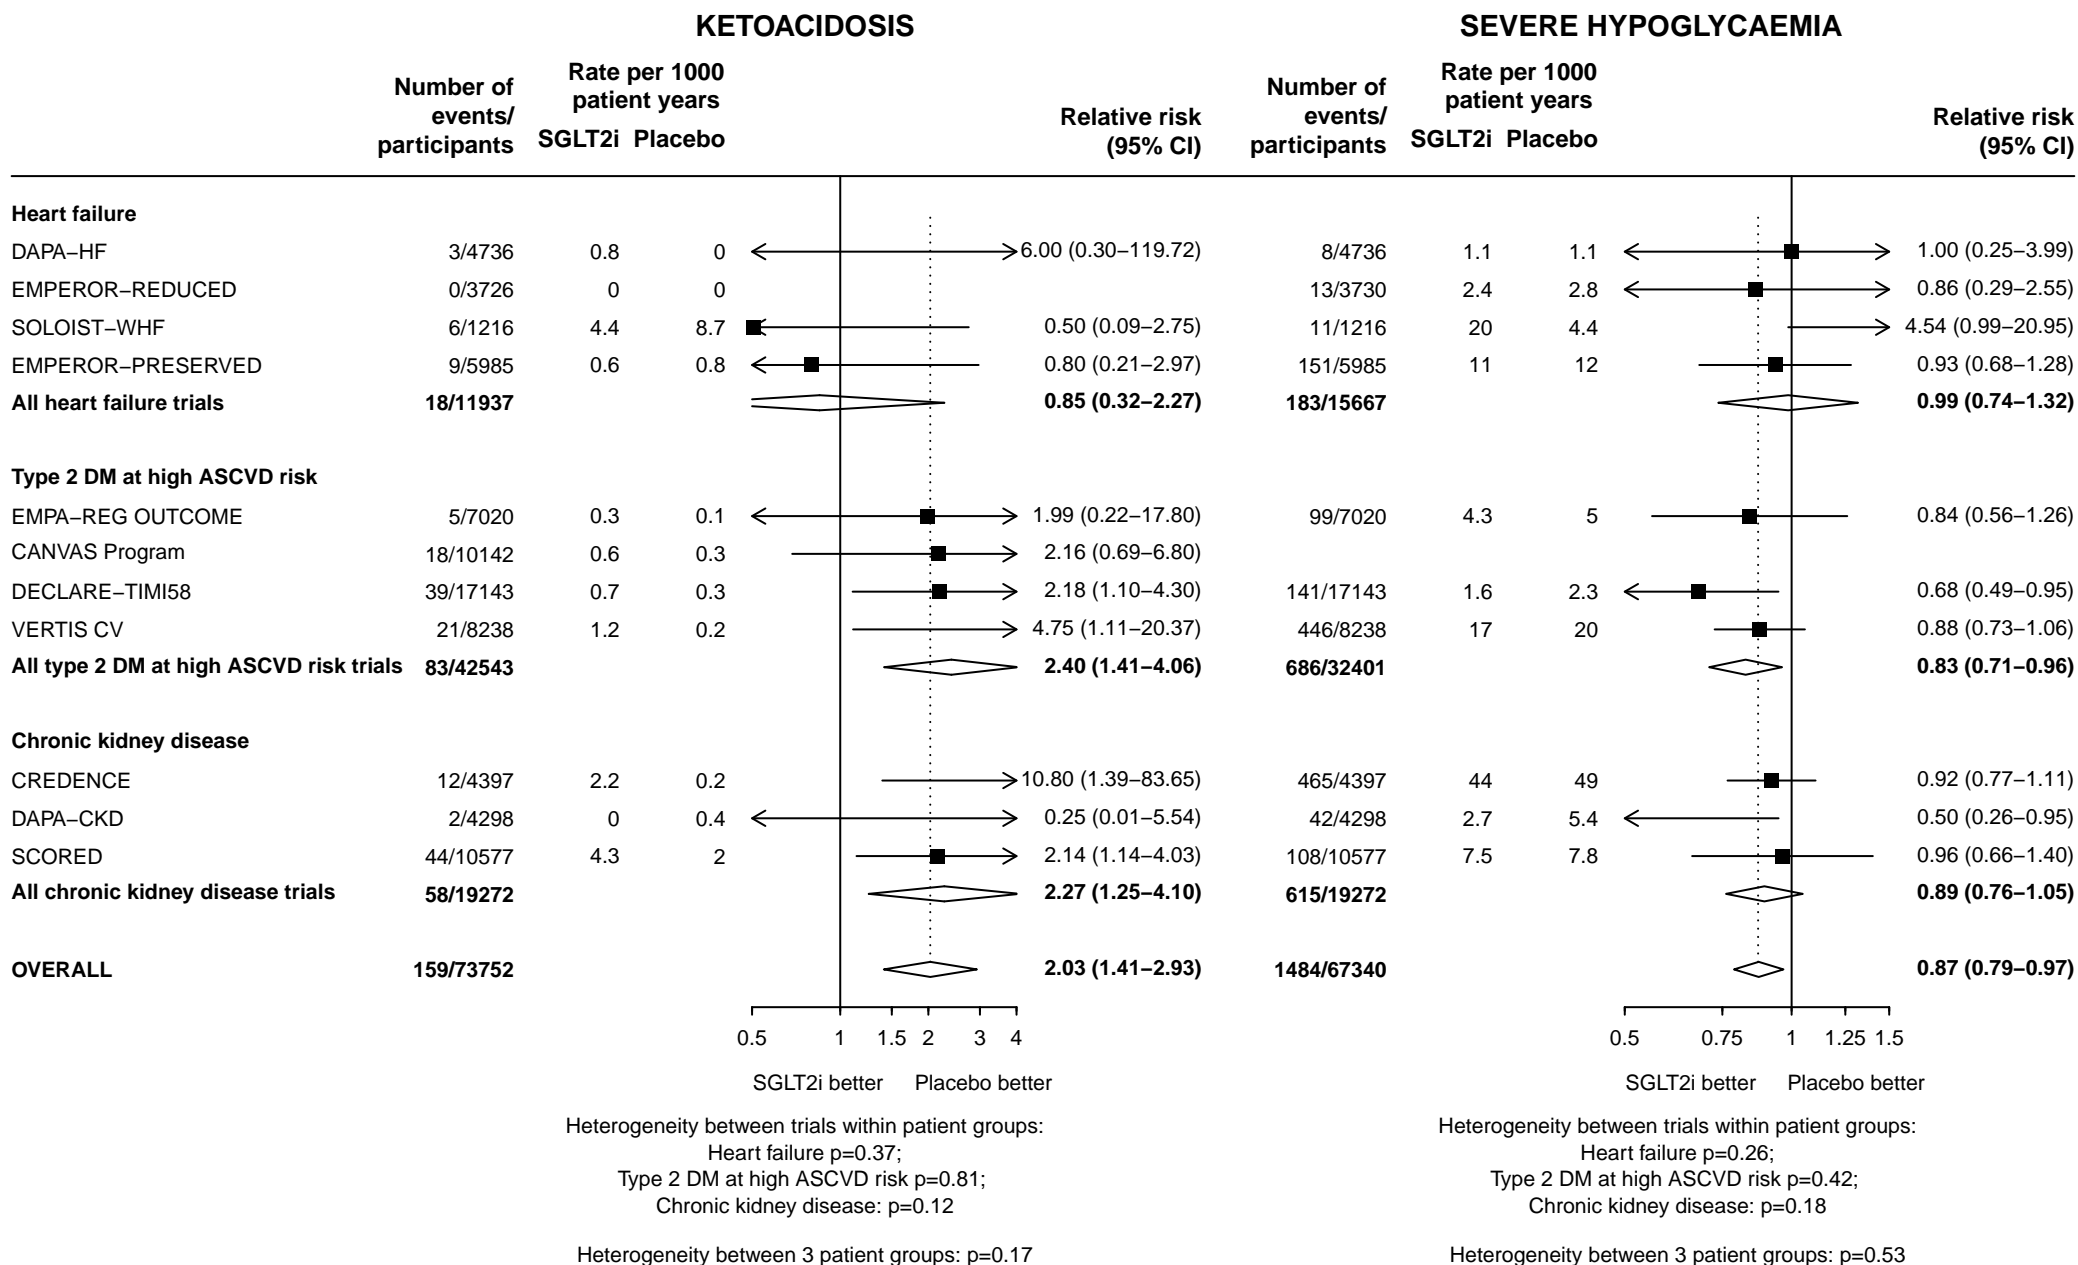 KETOACIDOSIS SEVERE HYPOGLYCAEMIA
Number of events/ participants Rate per 1000 patient years SGLT2i Placebo Relative risk (95% CI) Number of events/ participants Rate per 1000 patient years SGLT2i Placebo Relative risk (95% CI)
Heart failure
DAPA−HF 3/4736 0.8 0 6.00 (0.30−119.72) 8/4736 1.1 1.1 1.00 (0.25−3.99)
EMPEROR−REDUCED 0/3726 0 0 13/3730 2.4 2.8 0.86 (0.29−2.55)
SOLOIST−WHF 6/1216 4.4 8.7 0.50 (0.09−2.75) 11/1216 20 4.4 4.54 (0.99−20.95)
EMPEROR−PRESERVED 9/5985 0.6 0.8 0.80 (0.21−2.97) 151/5985 11 12 0.93 (0.68−1.28)
All heart failure trials 18/11937 0.85 (0.32−2.27) 183/15667 0.99 (0.74−1.32)
Type 2 DM at high ASCVD risk
EMPA−REG OUTCOME 5/7020 0.3 0.1 1.99 (0.22−17.80) 99/7020 4.3 5 0.84 (0.56−1.26)
CANVAS Program 18/10142 0.6 0.3 2.16 (0.69−6.80)
DECLARE−TIMI58 39/17143 0.7 0.3 2.18 (1.10−4.30) 141/17143 1.6 2.3 0.68 (0.49−0.95)
VERTIS CV 21/8238 1.2 0.2 4.75 (1.11−20.37) 446/8238 17 20 0.88 (0.73−1.06)
All type 2 DM at high ASCVD risk trials 83/42543 2.40 (1.41−4.06) 686/32401 0.83 (0.71−0.96)
Chronic kidney disease
CREDENCE 12/4397 2.2 0.2 10.80 (1.39−83.65) 465/4397 44 49 0.92 (0.77−1.11)
DAPA−CKD 2/4298 0 0.4 0.25 (0.01−5.54) 42/4298 2.7 5.4 0.50 (0.26−0.95)
SCORED 44/10577 4.3 2 2.14 (1.14−4.03) 108/10577 7.5 7.8 0.96 (0.66−1.40)
All chronic kidney disease trials 58/19272 2.27 (1.25−4.10) 615/19272 0.89 (0.76−1.05)
OVERALL 159/73752 2.03 (1.41−2.93) 1484/67340 0.87 (0.79−0.97)
0.5 1 1.5 2 3 4 0.5 0.75 1 1.25 1.5
SGLT2i better Placebo better SGLT2i better Placebo better
Heterogeneity between trials within patient groups: Heterogeneity between trials within patient groups:
Heart failure p=0.37; Heart failure p=0.26;
Type 2 DM at high ASCVD risk p=0.81; Type 2 DM at high ASCVD risk p=0.42;
Chronic kidney disease: p=0.12 Chronic kidney disease: p=0.18
Heterogeneity between 3 patient groups: p=0.17 Heterogeneity between 3 patient groups: p=0.53